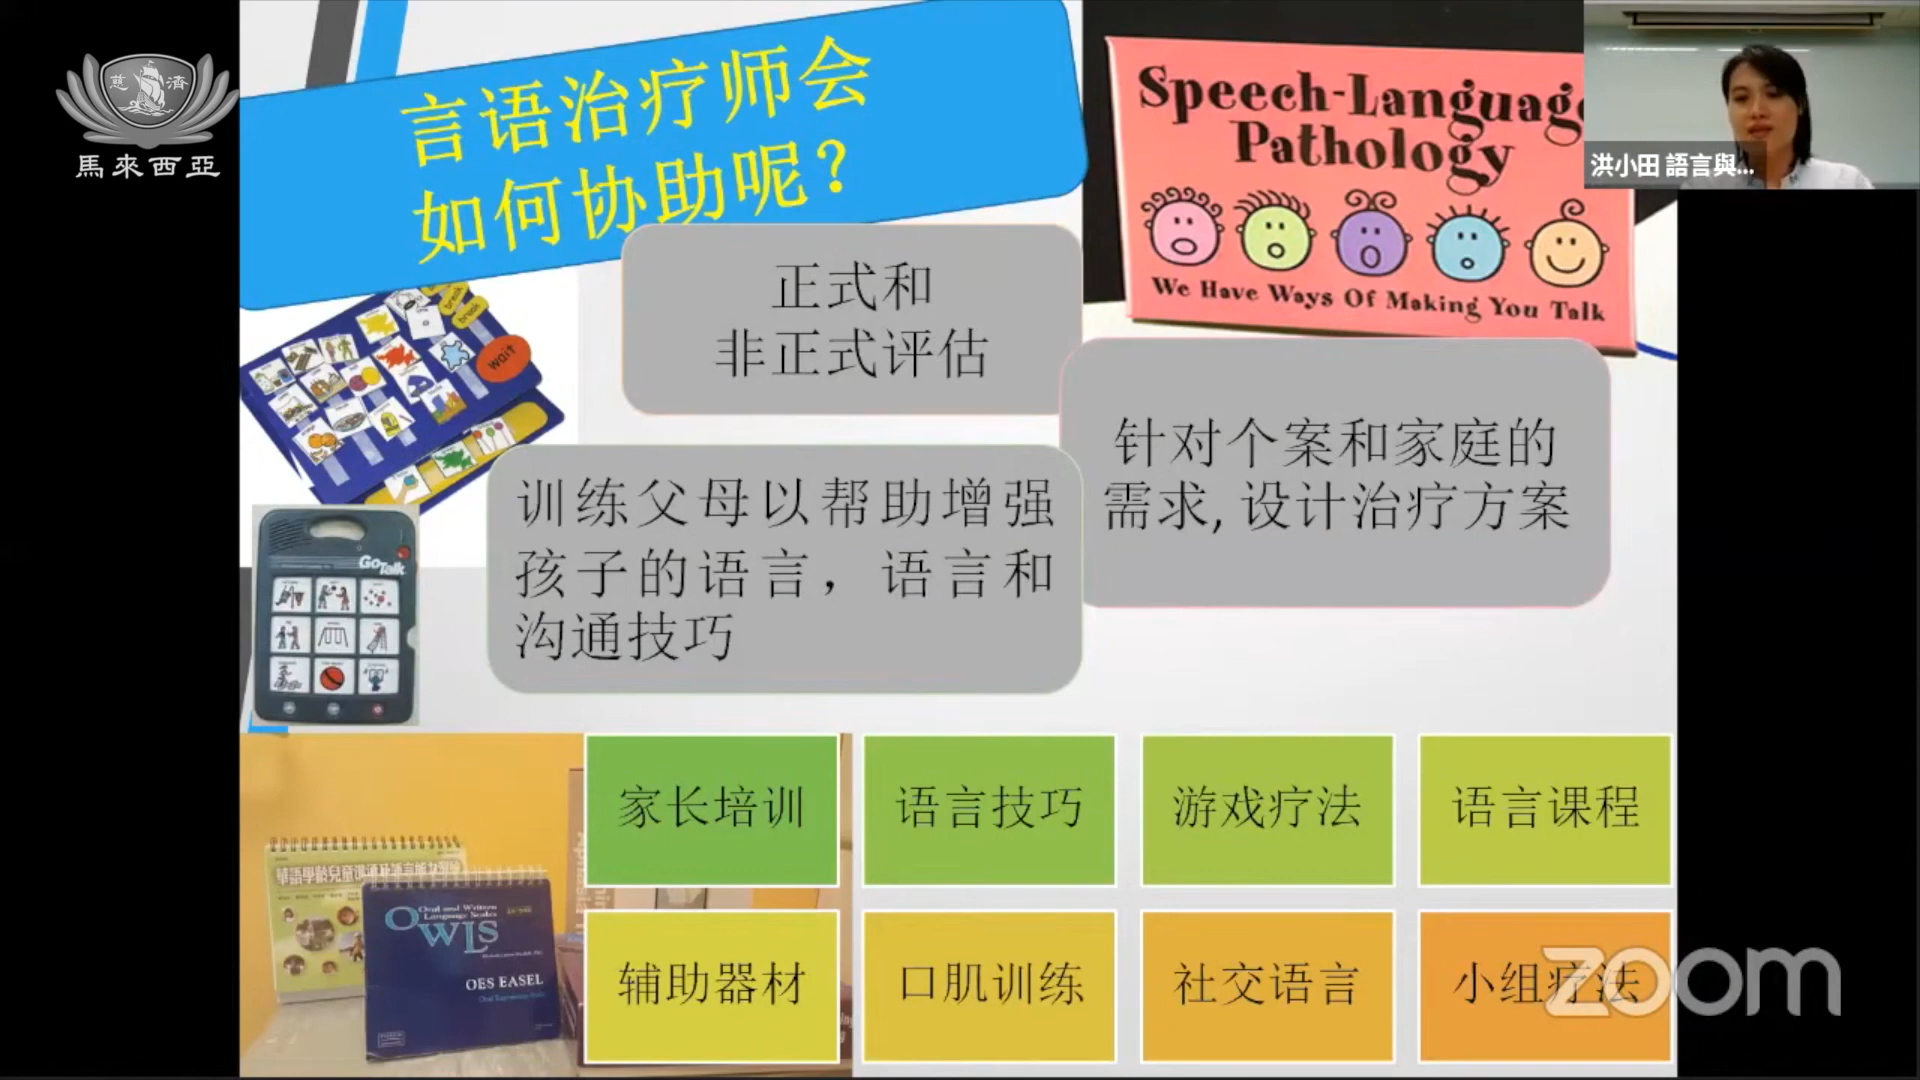 慈濟
馬來西亞
言语治疗师会
如何协助呢？
Speech-Language
Pathology
We Have Ways Of Making You Talk
洪小田 語言與...
正式和
非正式评估
针对个案和家庭的
需求, 设计治疗方案
训练父母以帮助增强
孩子的语言，语言和
沟通技巧
break
wait
GoTalk
家长培训
语言技巧
游戏疗法
语言课程
辅助器材
口肌训练
社交语言
小组疗法
Oral and Written
Language Scales
OWLS
OES EASEL
zoom